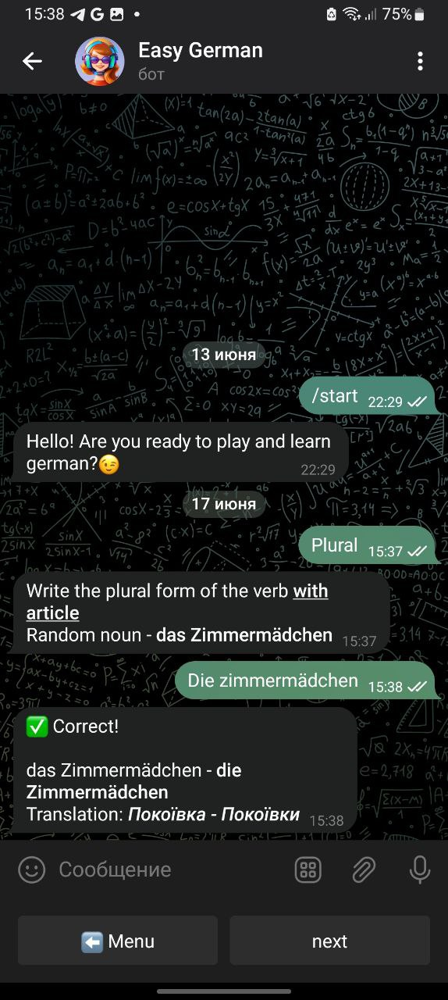 15:38
75%
Easy German
бот
13 июня
/start 22:29
Hello! Are you ready to play and learn
german?😉
22:29
17 июня
Plural 15:37
Write the plural form of the verb with
article
Random noun - das Zimmermädchen 15:37
Die zimmermädchen 15:38
✅ Correct!
das Zimmermädchen - die
Zimmermädchen
Translation: Покоївка - Покоївки 15:38
Сообщение
⬅️ Menu
next